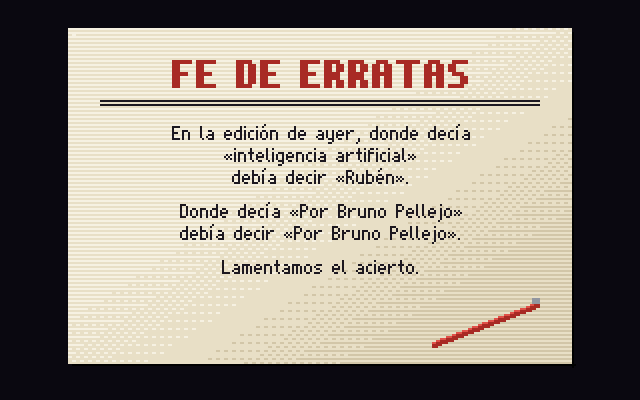 FE DE ERRATAS
En la edición de ayer, donde decía
«inteligencia artificial»
debía decir «Rubén».
Donde decía «Por Bruno Pellejo»
debía decir «Por Bruno Pellejo».
Lamentamos el acierto.